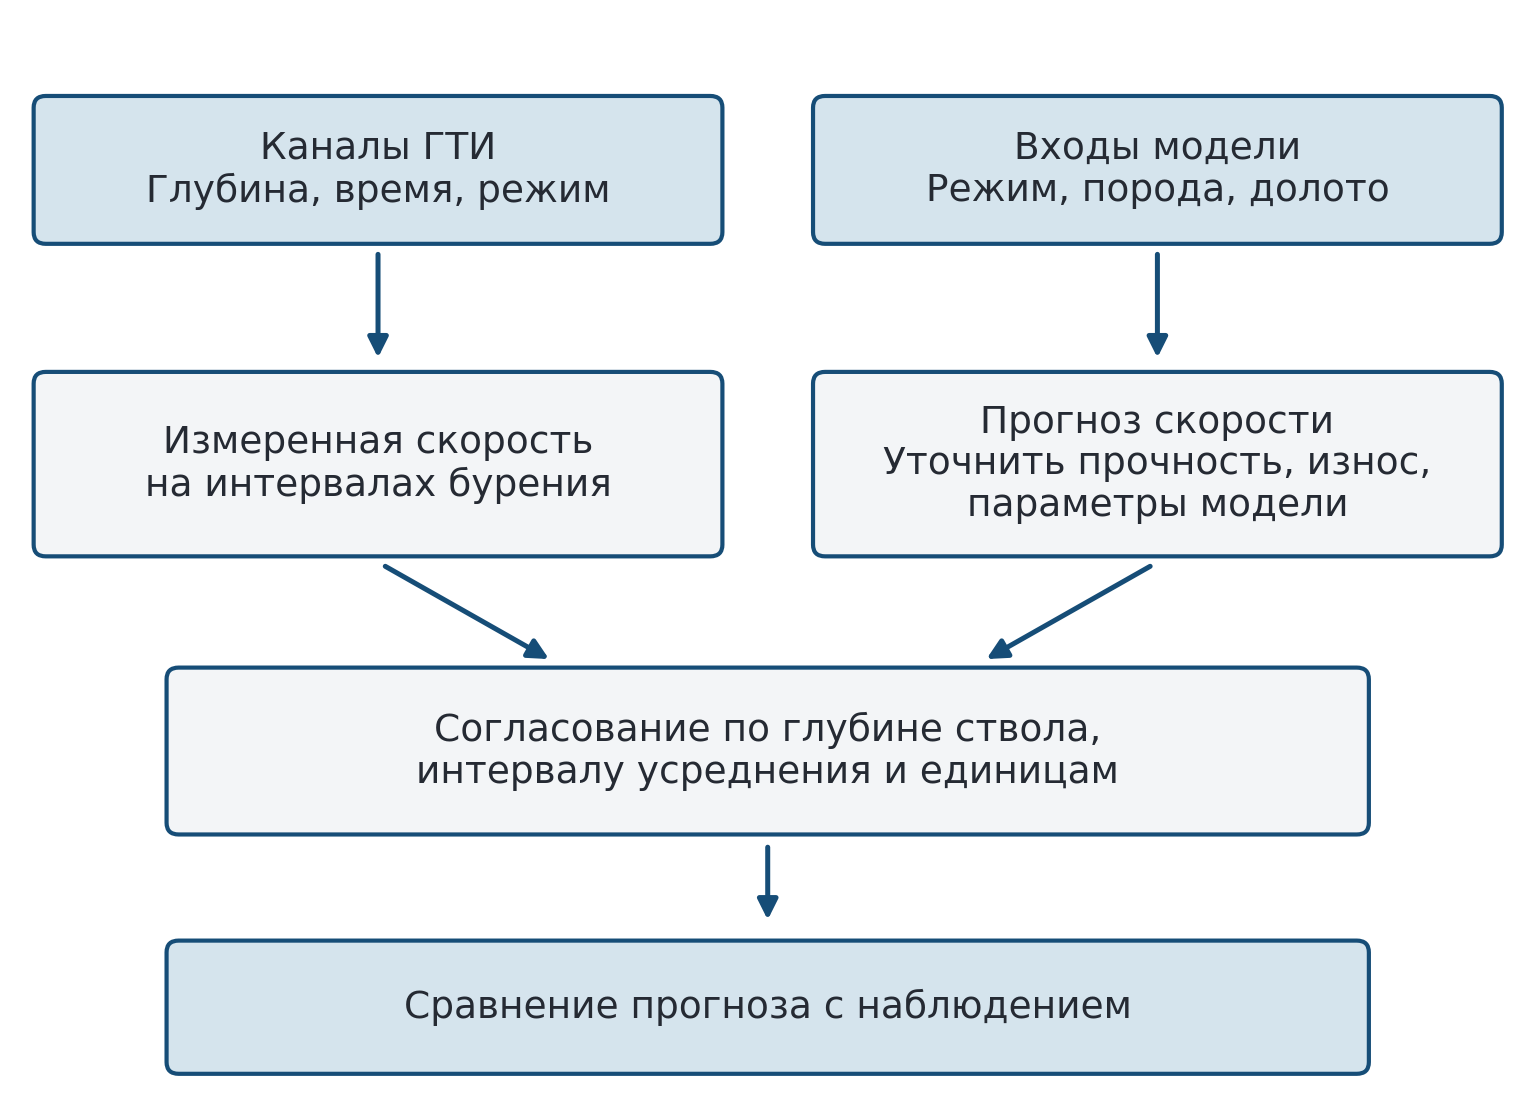 Каналы ГТИ
Глубина, время, режим
Входы модели
Режим, порода, долото
Измеренная скорость
на интервалах бурения
Прогноз скорости
Уточнить прочность, износ,
параметры модели
Согласование по глубине ствола,
интервалу усреднения и единицам
Сравнение прогноза с наблюдением